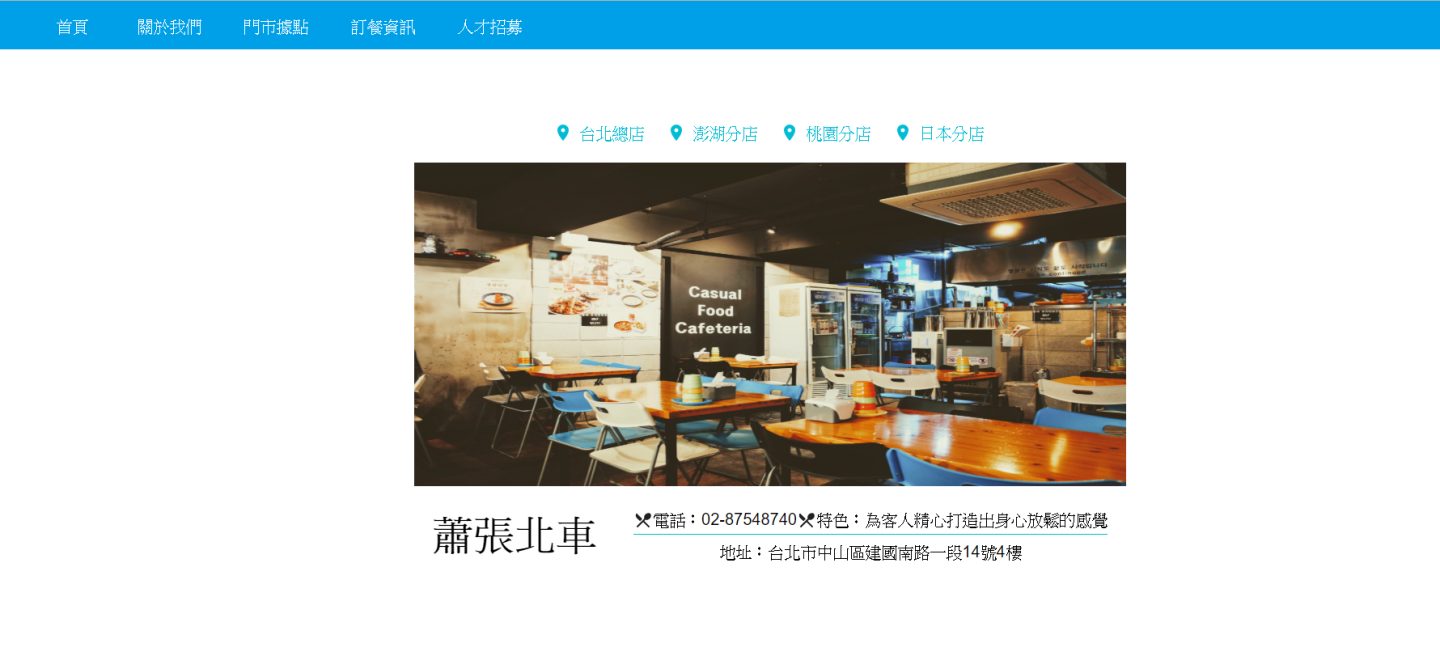 首頁 關於我們 門市據點 訂餐資訊 人才招募
台北總店 澎湖分店 桃園分店 日本分店
Casual
Food
Cafeteria
蕭張北車
電話：02-87548740 特色：為客人精心打造出身心放鬆的感覺
地址：台北市中山區建國南路一段14號4樓